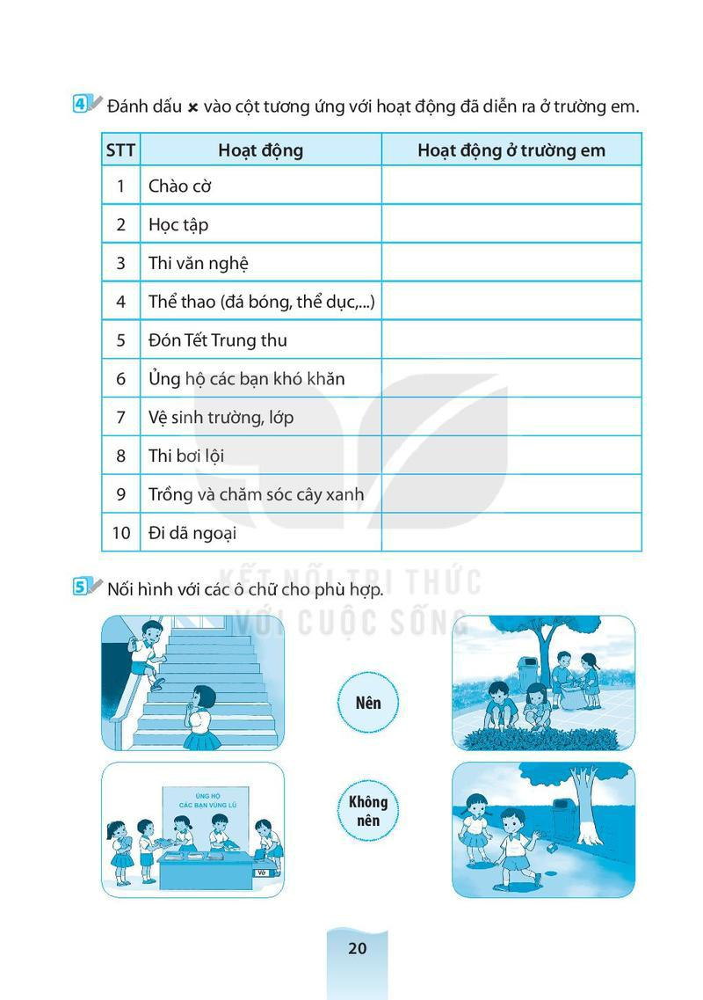 4 Đánh dấu × vào cột tương ứng với hoạt động đã diễn ra ở trường em.
STT Hoạt động Hoạt động ở trường em
1 Chào cờ
2 Học tập
3 Thi văn nghệ
4 Thể thao (đá bóng, thể dục,...)
5 Đón Tết Trung thu
6 Ủng hộ các bạn khó khăn
7 Vệ sinh trường, lớp
8 Thi bơi lội
9 Trồng và chăm sóc cây xanh
10 Đi dã ngoại
KẾT NỐI TRI THỨC
VỚI CUỘC SỐNG
5 Nối hình với các ô chữ cho phù hợp.
Nên
ỦNG HỘ
CÁC BẠN VÙNG LŨ
Vở
Không
nên
20